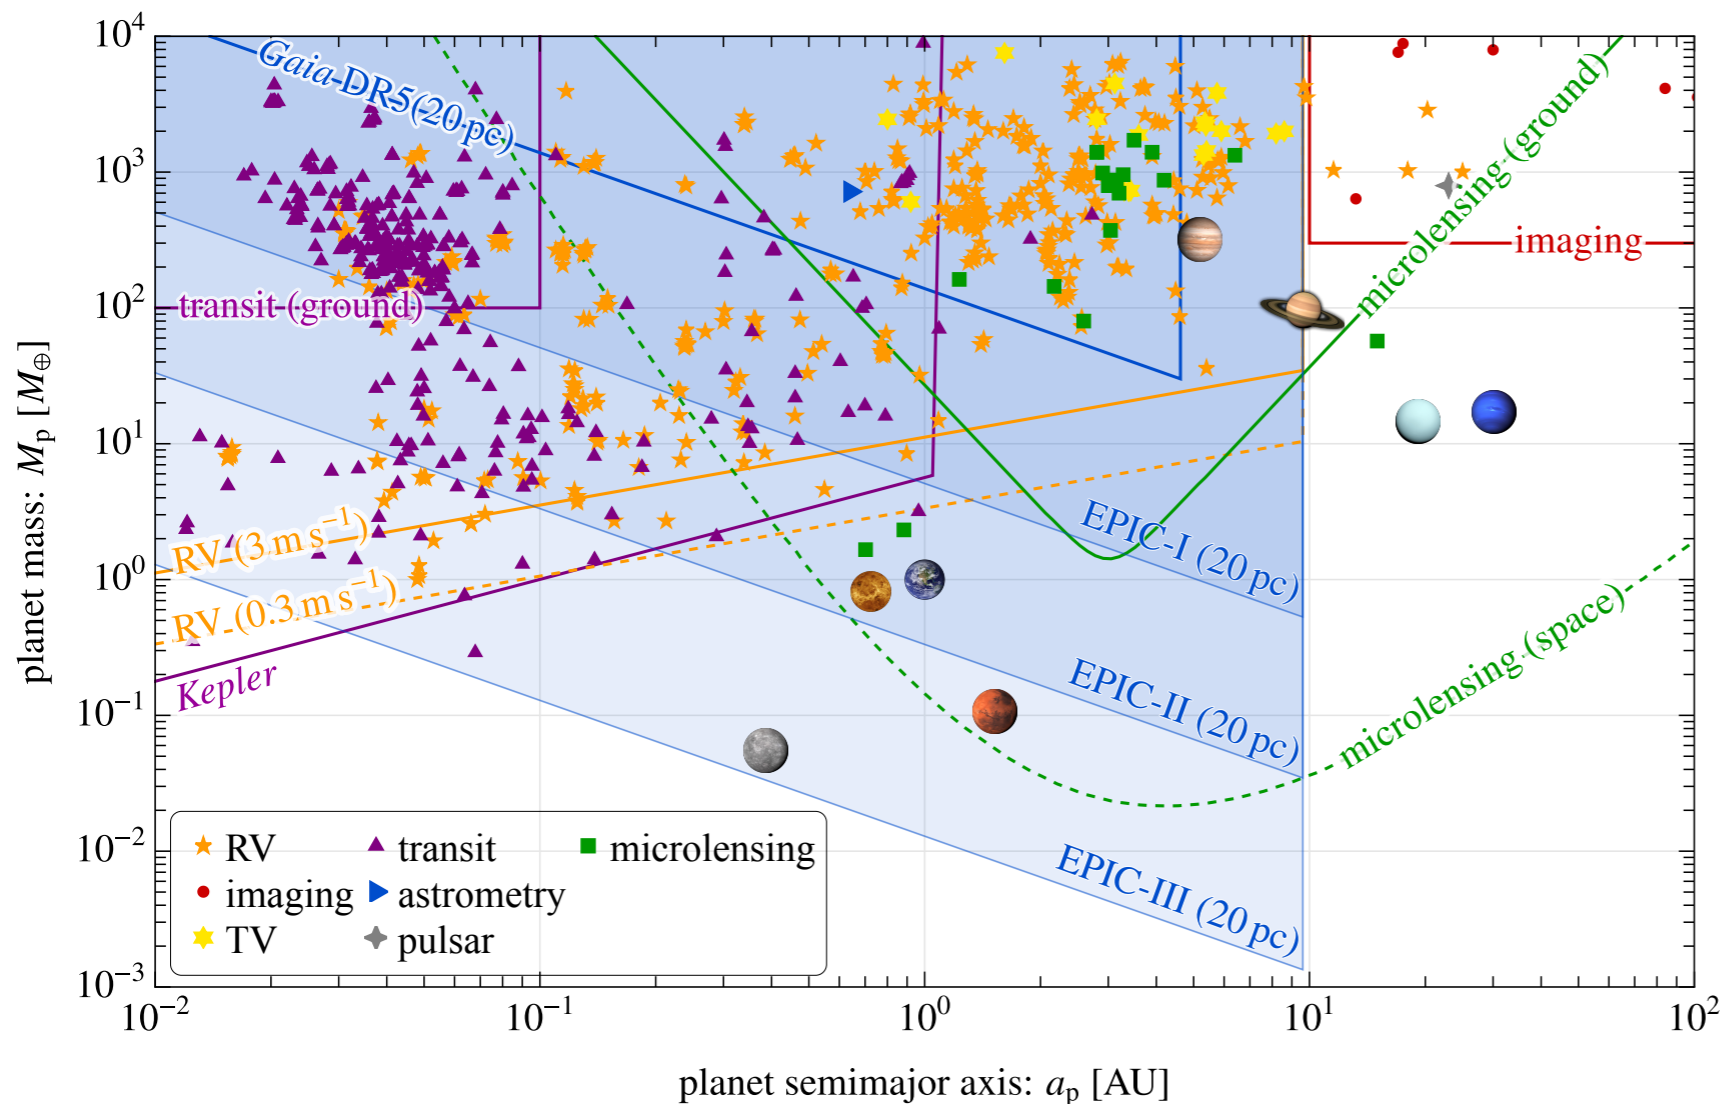 10⁴
10³
10²
10¹
10⁰
10⁻¹
10⁻²
10⁻³
planet mass: Mₚ [M⊕]
Gaia-DR5(20 pc)
transit (ground)
RV (3 m s⁻¹)
RV (0.3 m s⁻¹)
Kepler
microlensing (ground)
imaging
EPIC-I (20 pc)
EPIC-II (20 pc)
EPIC-III (20 pc)
microlensing (space)
RV transit microlensing
imaging astrometry
TV pulsar
10⁻² 10⁻¹ 10⁰ 10¹ 10²
planet semimajor axis: aₚ [AU]